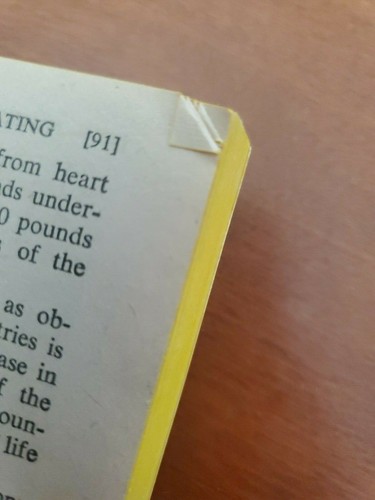 ATING [91]
from heart
ds under-
0 pounds
of the
as ob-
tries is
ase in
f the
oun-
life